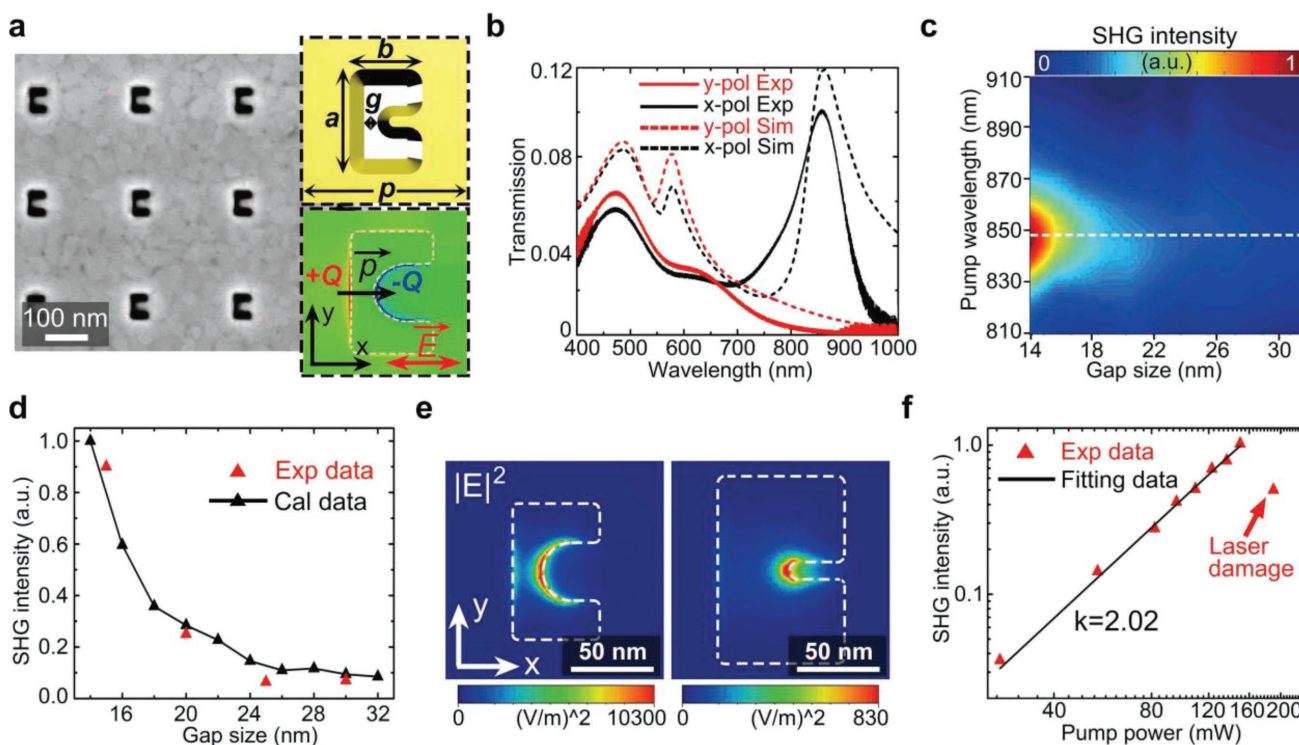 a
100 nm
b
a
g
p
+Q
p
-Q
y
x
E
b
0.12
0.08
0.04
0
Transmission
y-pol Exp
x-pol Exp
y-pol Sim
x-pol Sim
400 500 600 700 800 900 1000
Wavelength (nm)
c
SHG intensity
0 (a.u.) 1
910
890
870
850
830
810
Pump wavelength (nm)
14 18 22 26 30
Gap size (nm)
d
1.0
0.8
0.6
0.4
0.2
0.0
SHG intensity (a.u.)
Exp data
Cal data
16 20 24 28 32
Gap size (nm)
e
|E|²
y
x
50 nm
50 nm
0 (V/m)^2 10300
0 (V/m)^2 830
f
1.0
0.1
SHG intensity (a.u.)
Exp data
Fitting data
Laser
damage
k=2.02
40 80 120 160 200
Pump power (mW)